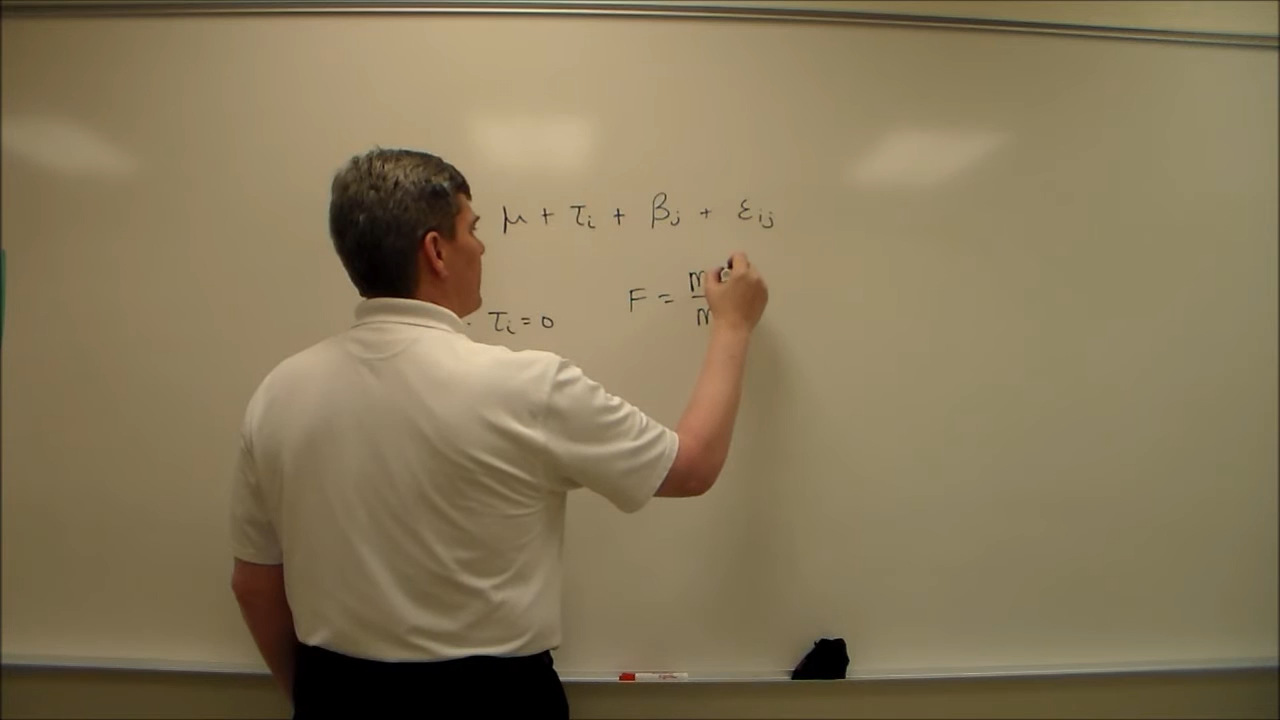 μ + τᵢ + βⱼ + εᵢⱼ
τᵢ = 0
F = m
m